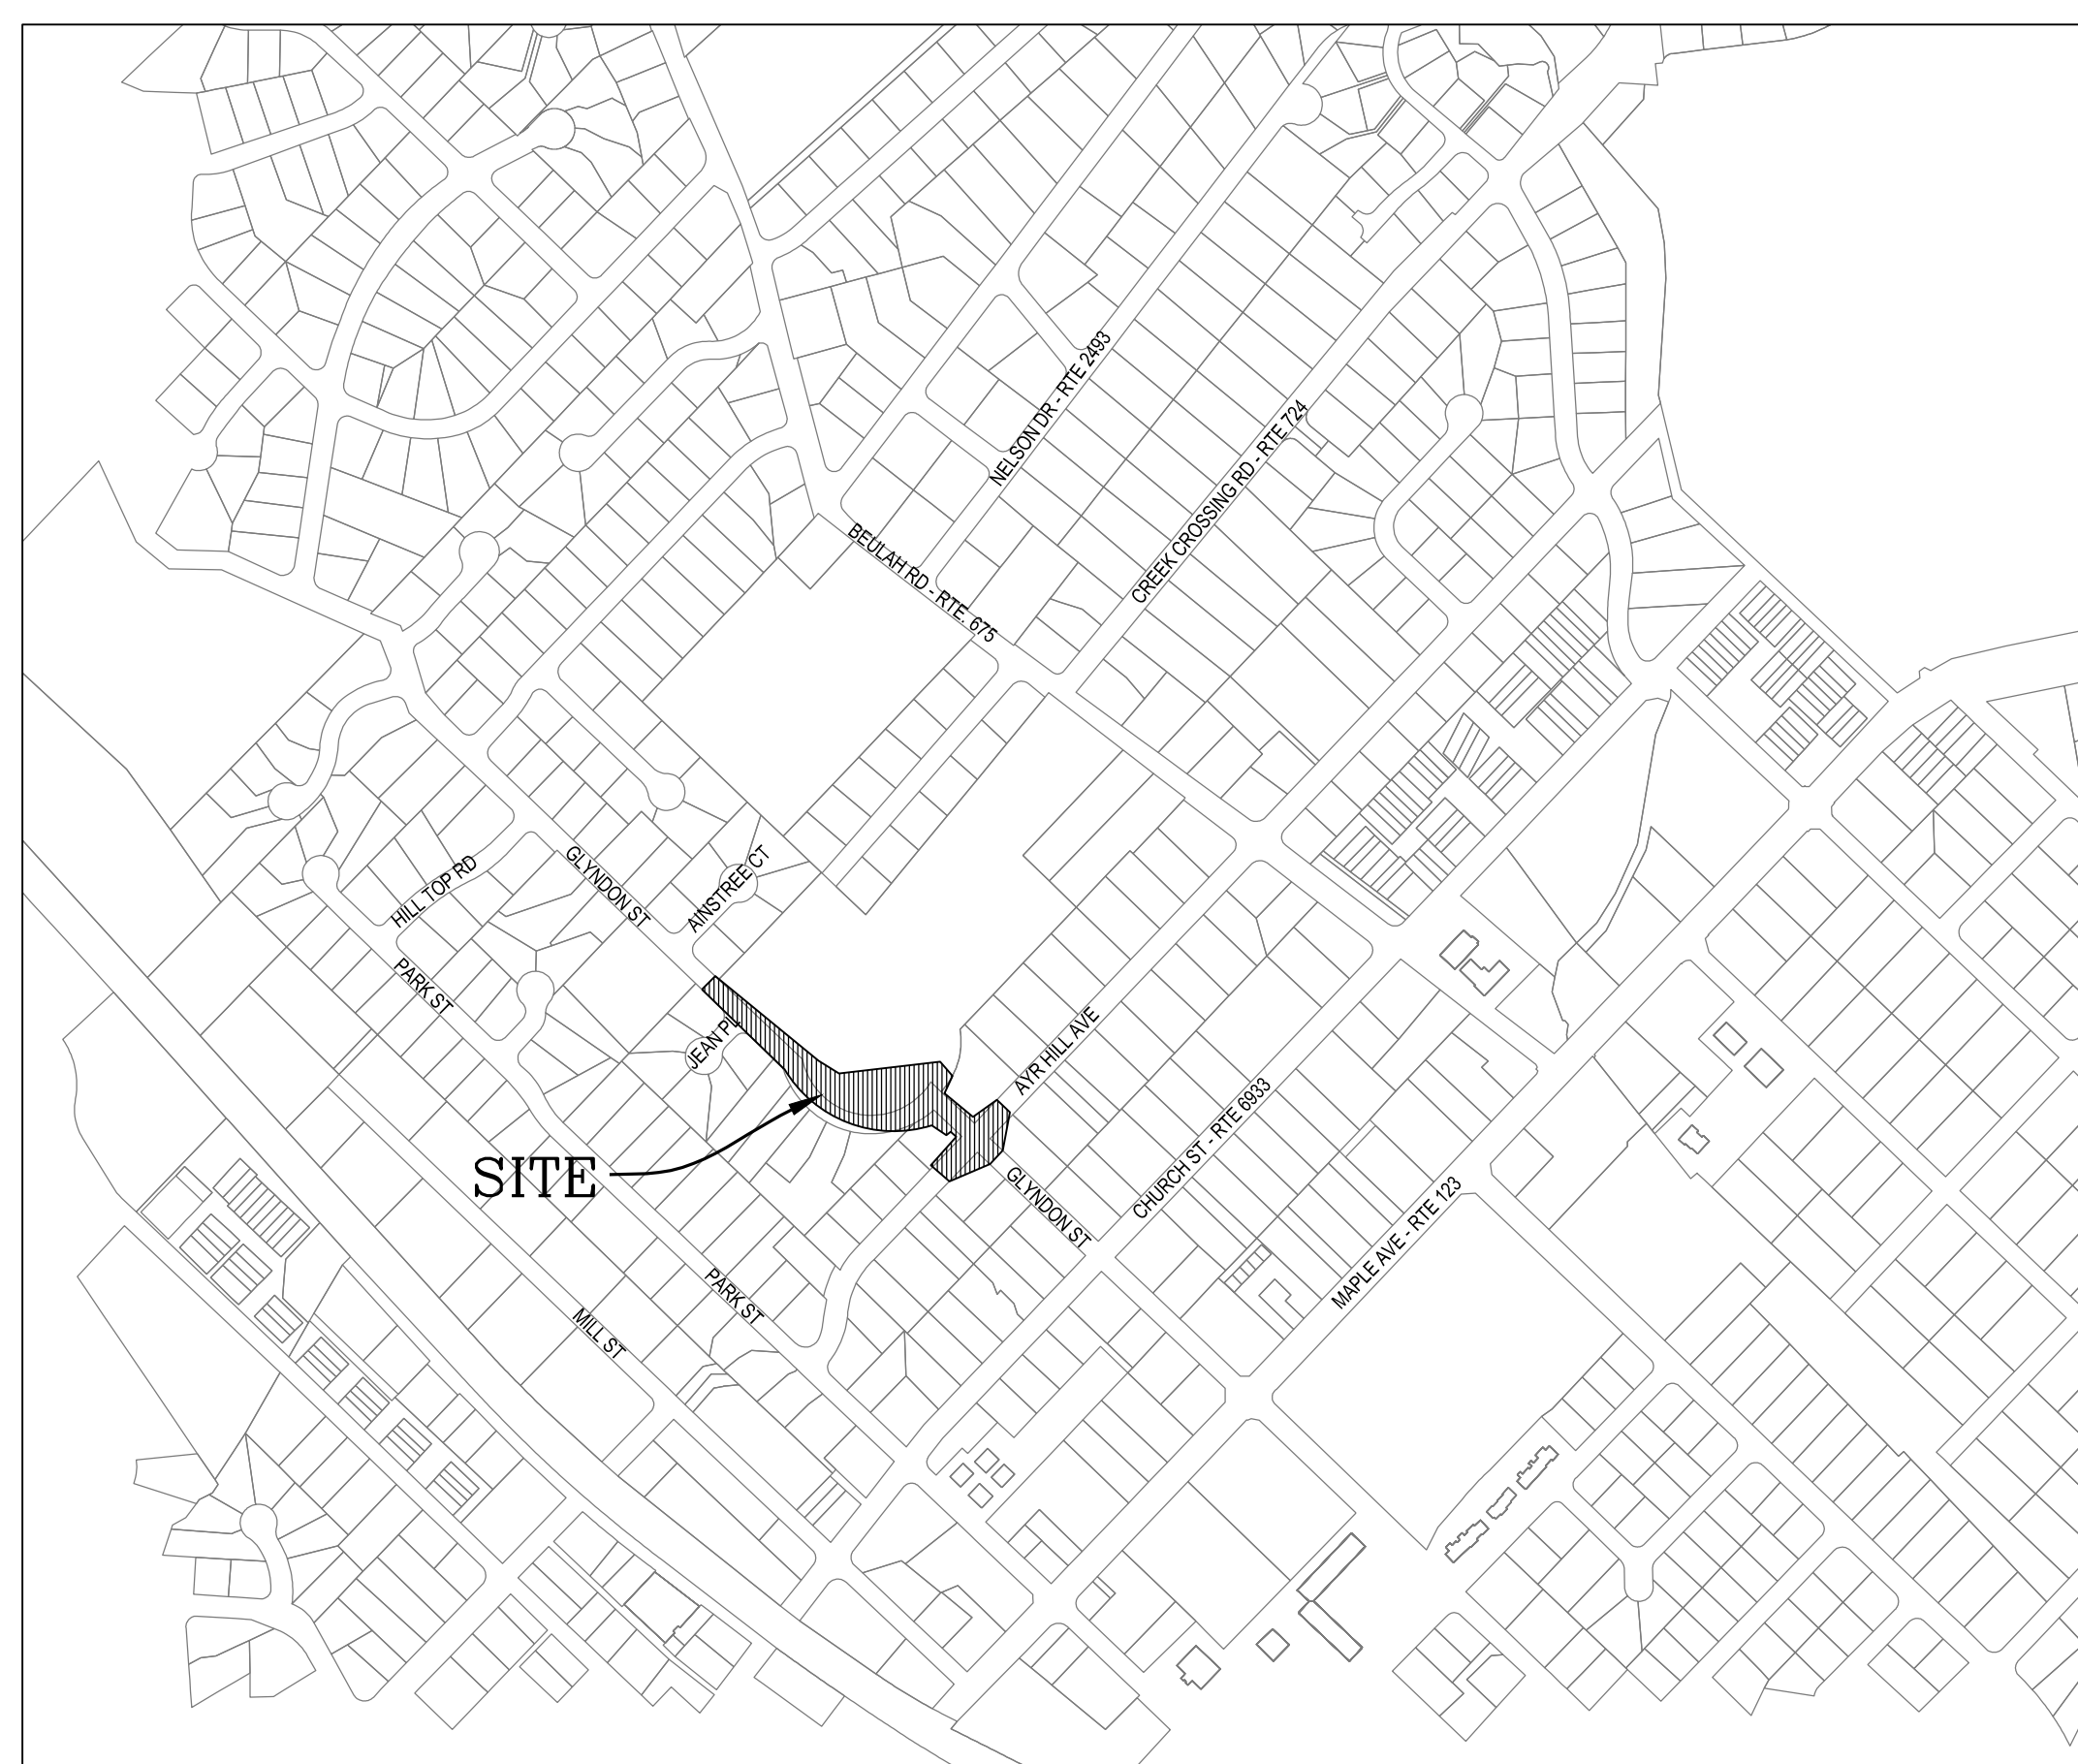 NELSON DR - RTE 2493
CREEK CROSSING RD - RTE 724
BEULAH RD - RTE. 675
HILL TOP RD
GLYNDON ST
AINSTREE CT
PARK ST
JEAN PL
AYR HILL AVE
SITE
GLYNDON ST
CHURCH ST - RTE 6933
MAPLE AVE - RTE 123
PARK ST
MILL ST